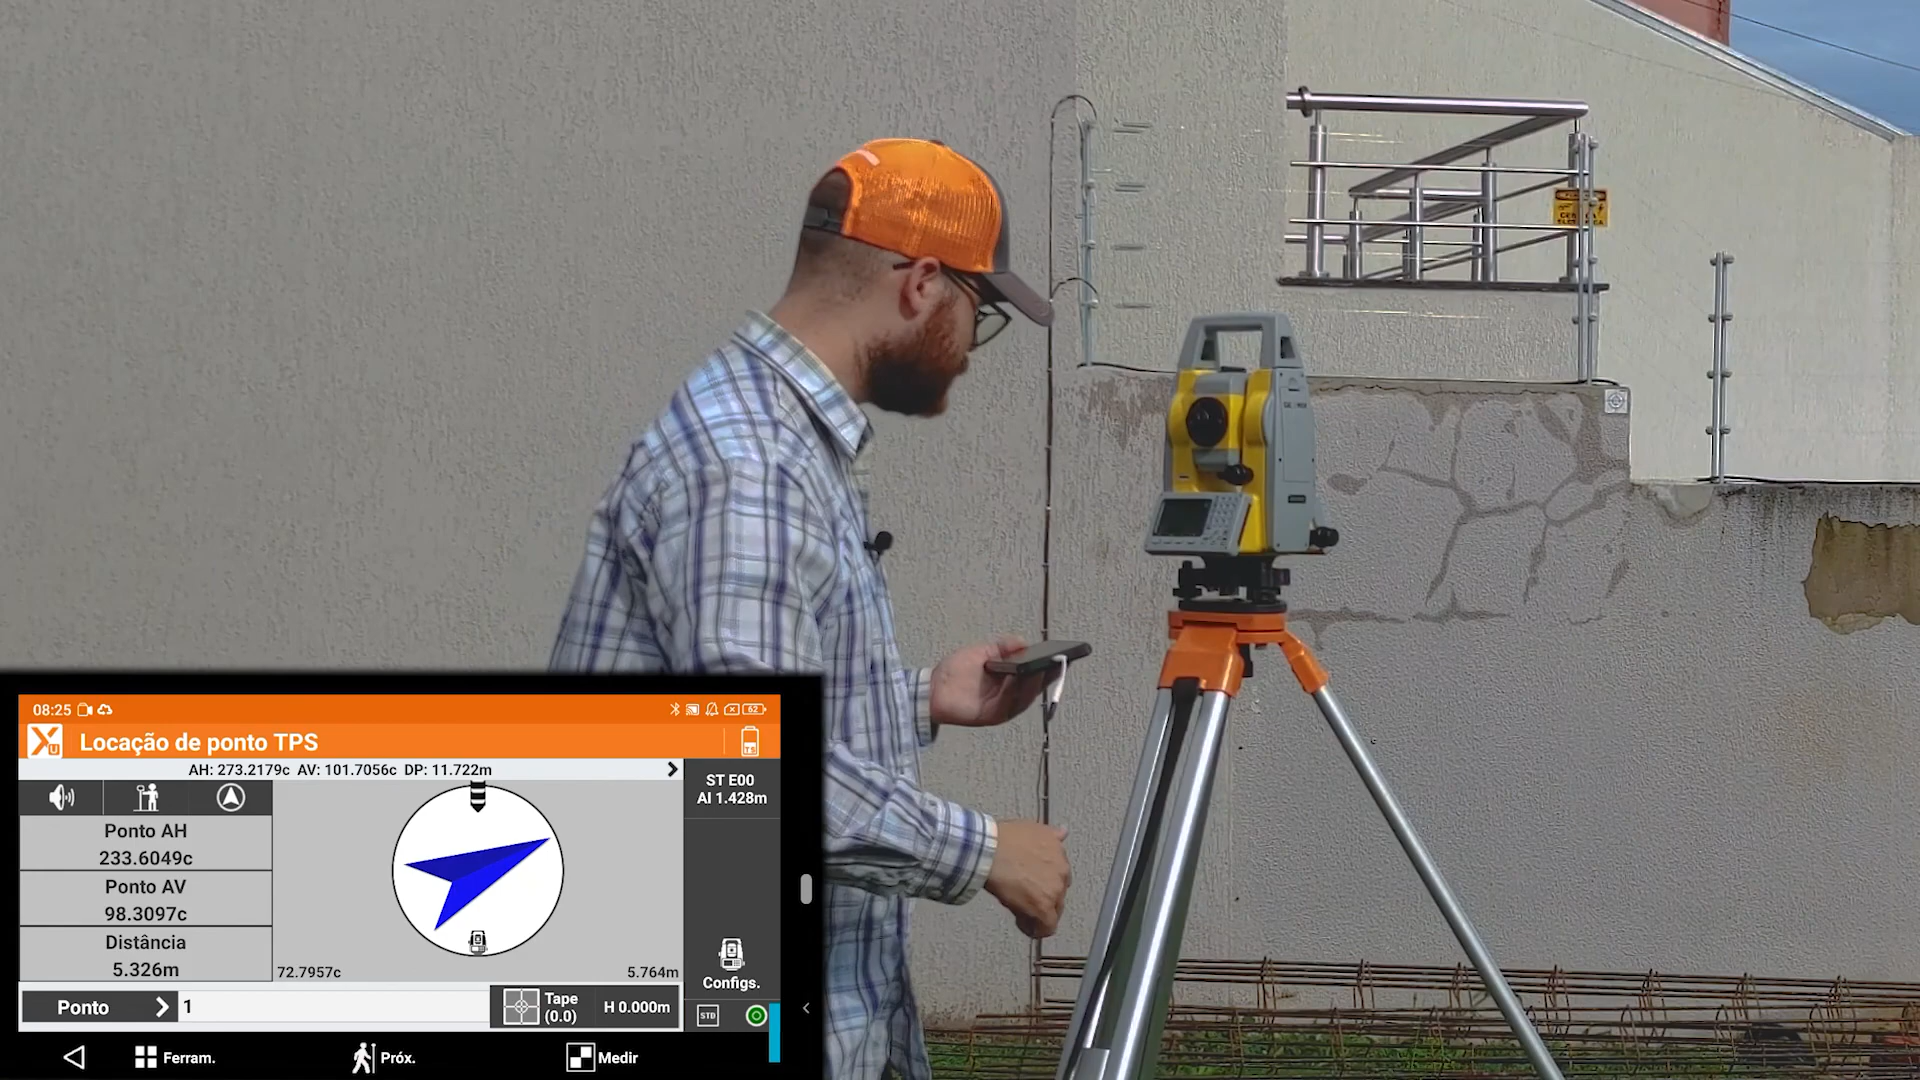 08:25
62
Locação de ponto TPS
AH: 273.2179c AV: 101.7056c DP: 11.722m
ST E00
AI 1.428m
Ponto AH
233.6049c
Ponto AV
98.3097c
Distância
5.326m
72.7957c
5.764m
Configs.
Ponto
1
Tape
(0.0)
H 0.000m
STD
Ferram.
Próx.
Medir